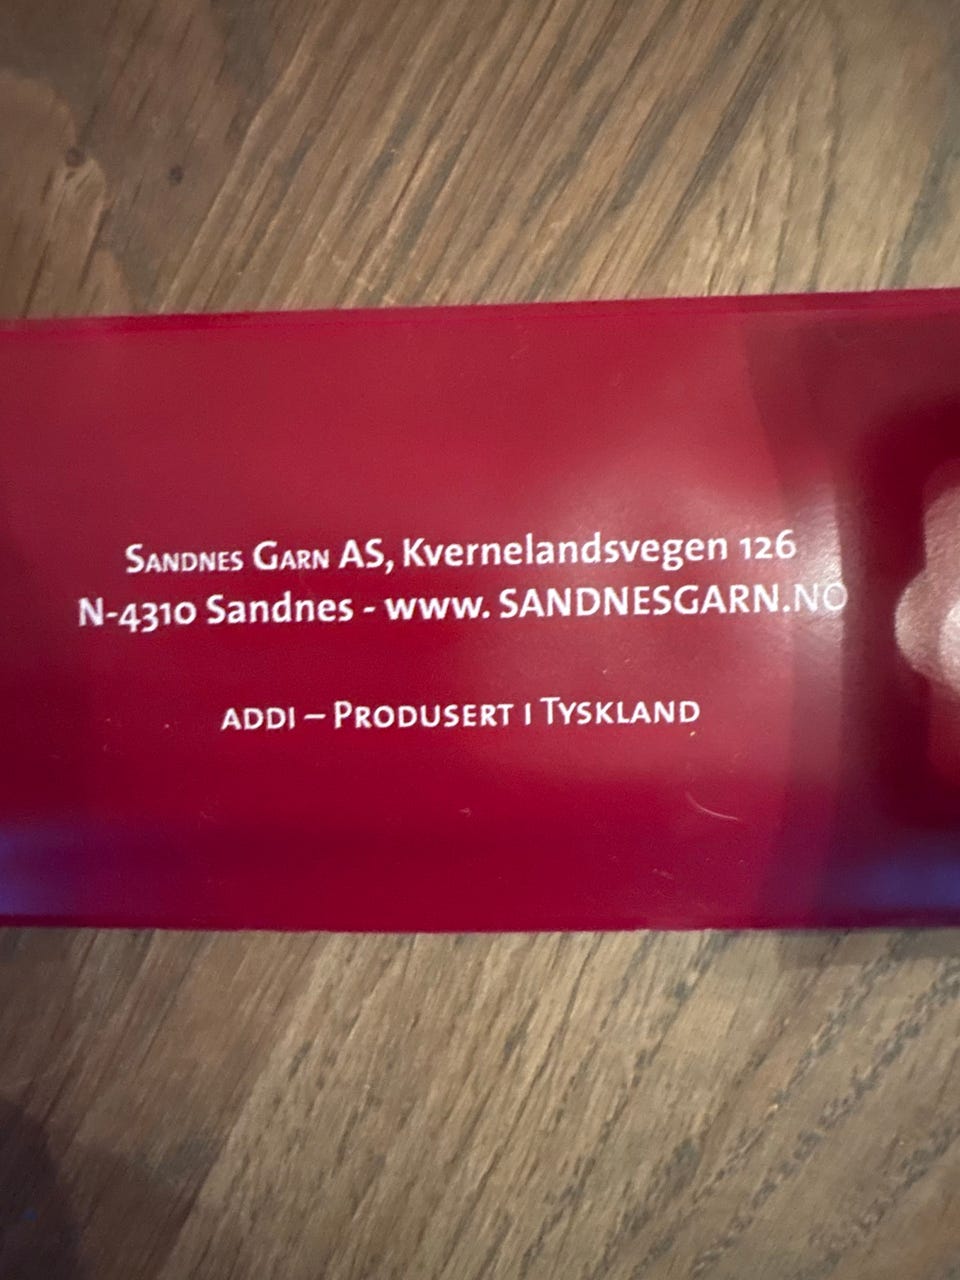 Sandnes Garn AS, Kvernelandsvegen 126
N-4310 Sandnes - www. SANDNESGARN.NO
ADDI – Produsert i Tyskland